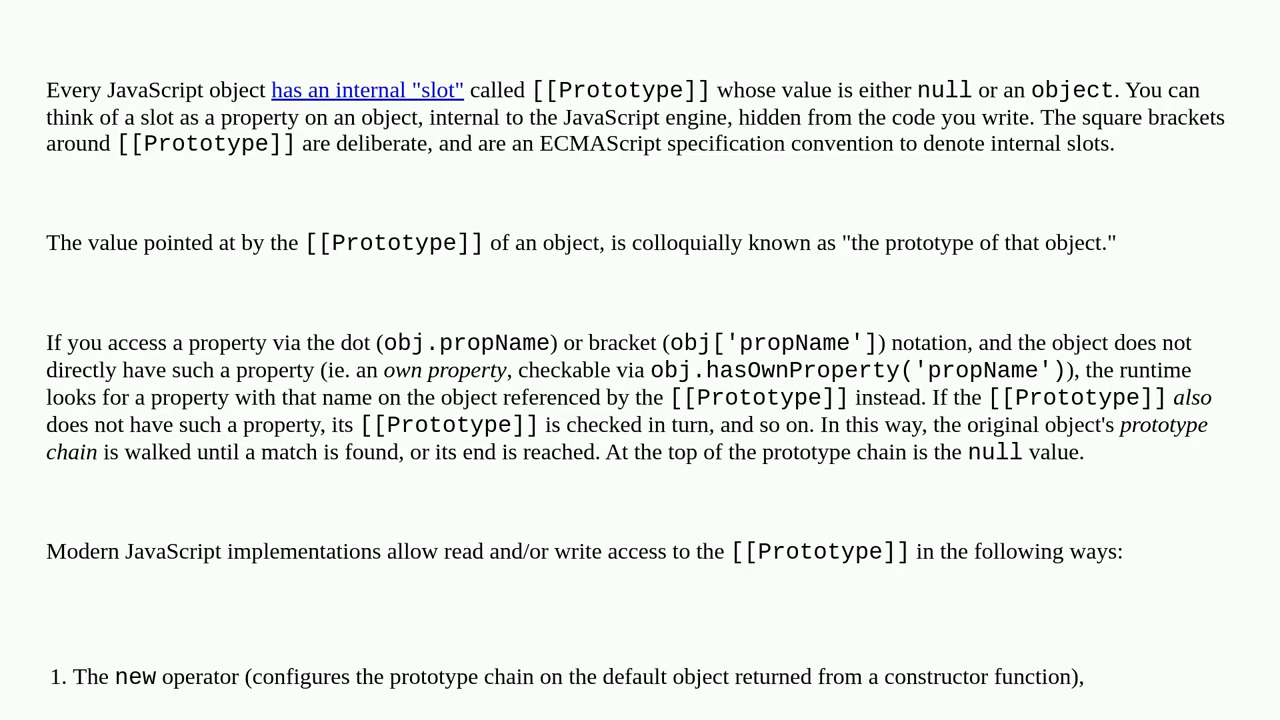 Every JavaScript object has an internal "slot" called [[Prototype]] whose value is either null or an object. You can
think of a slot as a property on an object, internal to the JavaScript engine, hidden from the code you write. The square brackets
around [[Prototype]] are deliberate, and are an ECMAScript specification convention to denote internal slots.
The value pointed at by the [[Prototype]] of an object, is colloquially known as "the prototype of that object."
If you access a property via the dot (obj.propName) or bracket (obj['propName']) notation, and the object does not
directly have such a property (ie. an own property, checkable via obj.hasOwnProperty('propName')), the runtime
looks for a property with that name on the object referenced by the [[Prototype]] instead. If the [[Prototype]] also
does not have such a property, its [[Prototype]] is checked in turn, and so on. In this way, the original object's prototype
chain is walked until a match is found, or its end is reached. At the top of the prototype chain is the null value.
Modern JavaScript implementations allow read and/or write access to the [[Prototype]] in the following ways:
1. The new operator (configures the prototype chain on the default object returned from a constructor function),